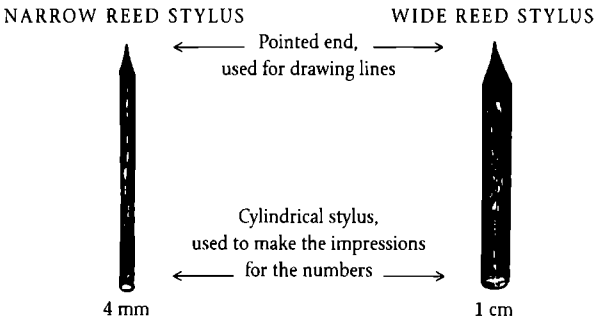 NARROW REED STYLUS
WIDE REED STYLUS
Pointed end,
used for drawing lines
Cylindrical stylus,
used to make the impressions
for the numbers
4 mm
1 cm